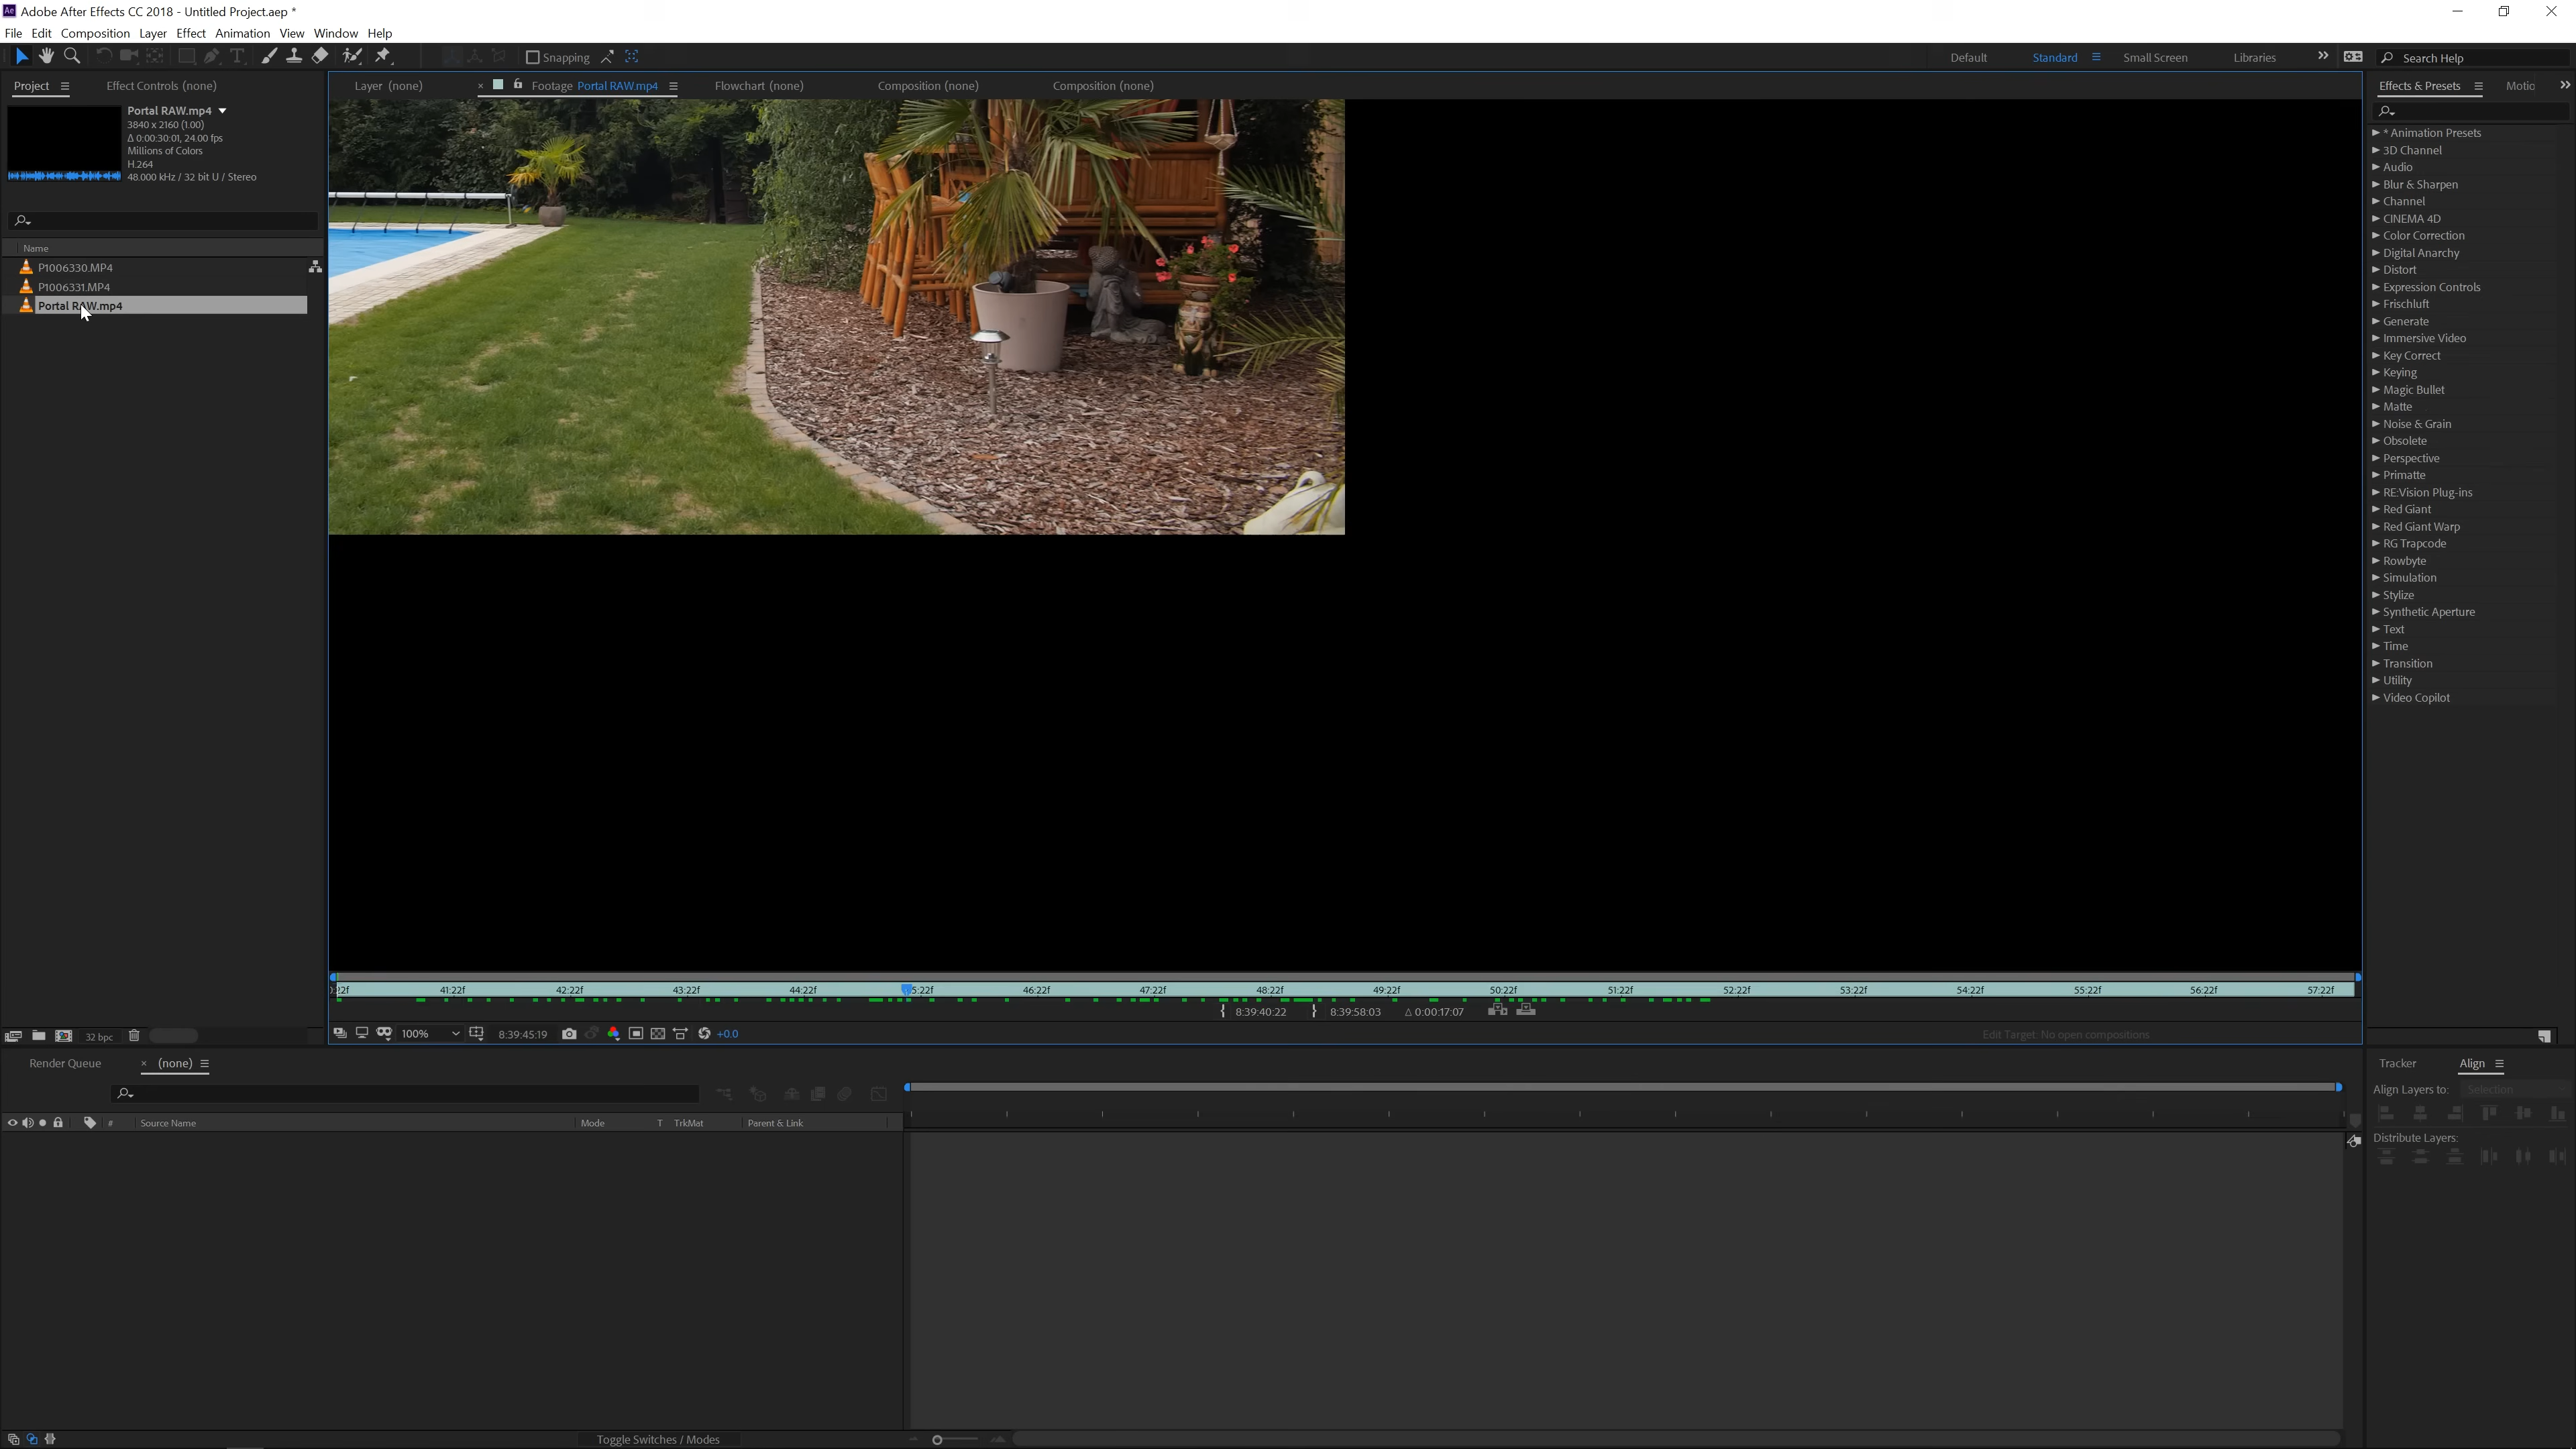 Ae Adobe After Effects CC 2018 - Untitled Project.aep *
File Edit Composition Layer Effect Animation View Window Help
Snapping
Default Standard Small Screen Libraries Search Help
Project Effect Controls (none)
Layer (none) Footage Portal RAW.mp4 Flowchart (none) Composition (none) Composition (none)
Effects & Presets Motio
Portal RAW.mp4
3840 x 2160 (1.00)
Δ 0:00:30:01, 24.00 fps
Millions of Colors
H.264
48.000 kHz / 32 bit U / Stereo
Name
P1006330.MP4
P1006331.MP4
Portal RAW.mp4
* Animation Presets
3D Channel
Audio
Blur & Sharpen
Channel
CINEMA 4D
Color Correction
Digital Anarchy
Distort
Expression Controls
Frischluft
Generate
Immersive Video
Key Correct
Keying
Magic Bullet
Matte
Noise & Grain
Obsolete
Perspective
Primatte
RE:Vision Plug-ins
Red Giant
Red Giant Warp
RG Trapcode
Rowbyte
Simulation
Stylize
Synthetic Aperture
Text
Time
Transition
Utility
Video Copilot
41:22f 42:22f 43:22f 44:22f 5:22f 46:22f 47:22f 48:22f 49:22f 50:22f 51:22f 52:22f 53:22f 54:22f 55:22f 56:22f 57:22f
8:39:40:22 8:39:58:03 Δ 0:00:17:07
32 bpc
100% 8:39:45:19 +0.0 Edit Target: No open compositions
Render Queue (none)
# Source Name Mode T TrkMat Parent & Link
Tracker Align
Align Layers to: Selection
Distribute Layers:
Toggle Switches / Modes